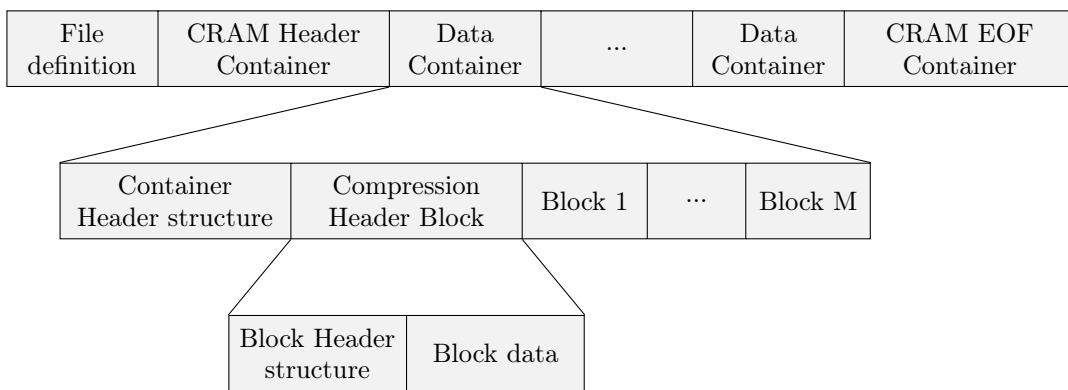 File
definition
CRAM Header
Container
Data
Container
...
Data
Container
CRAM EOF
Container
Container
Header structure
Compression
Header Block
Block 1
...
Block M
Block Header
structure
Block data